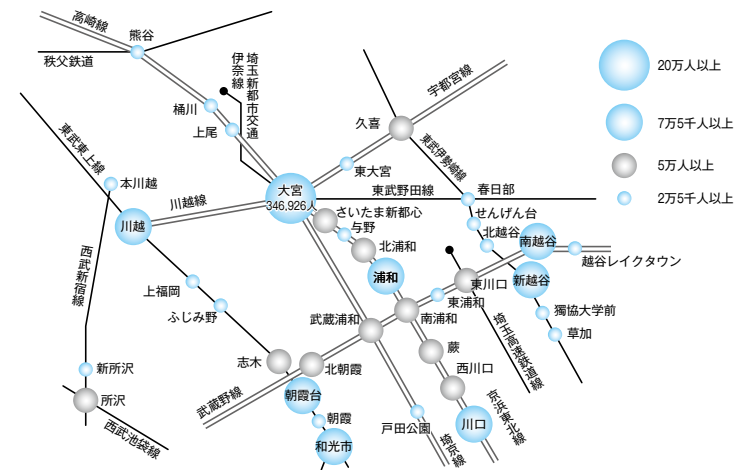 高崎線
熊谷
秩父鉄道
伊奈線
埼玉新都市交通
宇都宮線
20万人以上
桶川
上尾
久喜
7万5千人以上
東武東上線
東武伊勢崎線
東大宮
5万人以上
本川越
川越線
大宮
346,926人
東武野田線
春日部
2万5千人以上
川越
さいたま新都心
与野
せんげん台
北越谷
南越谷
北浦和
越谷レイクタウン
西武新宿線
浦和
東川口
新越谷
上福岡
東浦和
ふじみ野
武蔵浦和
南浦和
獨協大学前
草加
埼玉高速鉄道線
蕨
志木
北朝霞
西川口
新所沢
朝霞台
武蔵野線
所沢
朝霞
戸田公園
川口
京浜東北線
西武池袋線
和光市
埼京線